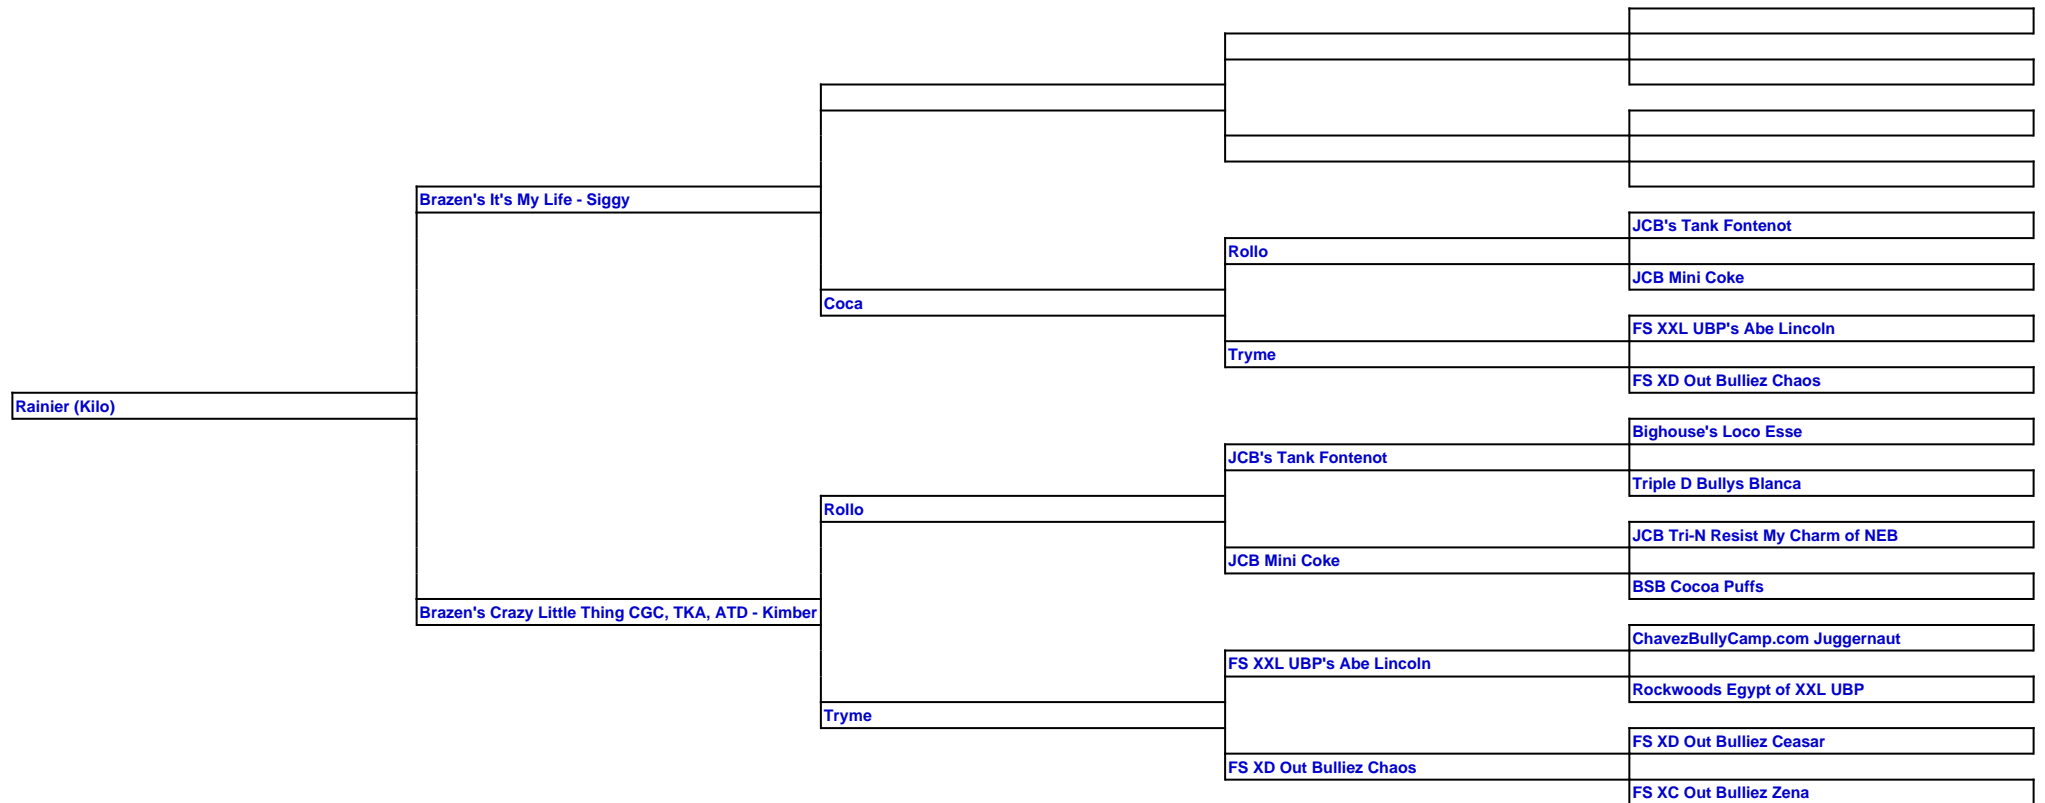 Brazen's It's My Life - Siggy
JCB's Tank Fontenot
Rollo
JCB Mini Coke
Coca
FS XXL UBP's Abe Lincoln
Tryme
FS XD Out Bulliez Chaos
Rainier (Kilo)
Bighouse's Loco Esse
JCB's Tank Fontenot
Triple D Bullys Blanca
Rollo
JCB Tri-N Resist My Charm of NEB
JCB Mini Coke
BSB Cocoa Puffs
Brazen's Crazy Little Thing CGC, TKA, ATD - Kimber
ChavezBullyCamp.com Juggernaut
FS XXL UBP's Abe Lincoln
Rockwoods Egypt of XXL UBP
Tryme
FS XD Out Bulliez Ceasar
FS XD Out Bulliez Chaos
FS XC Out Bulliez Zena